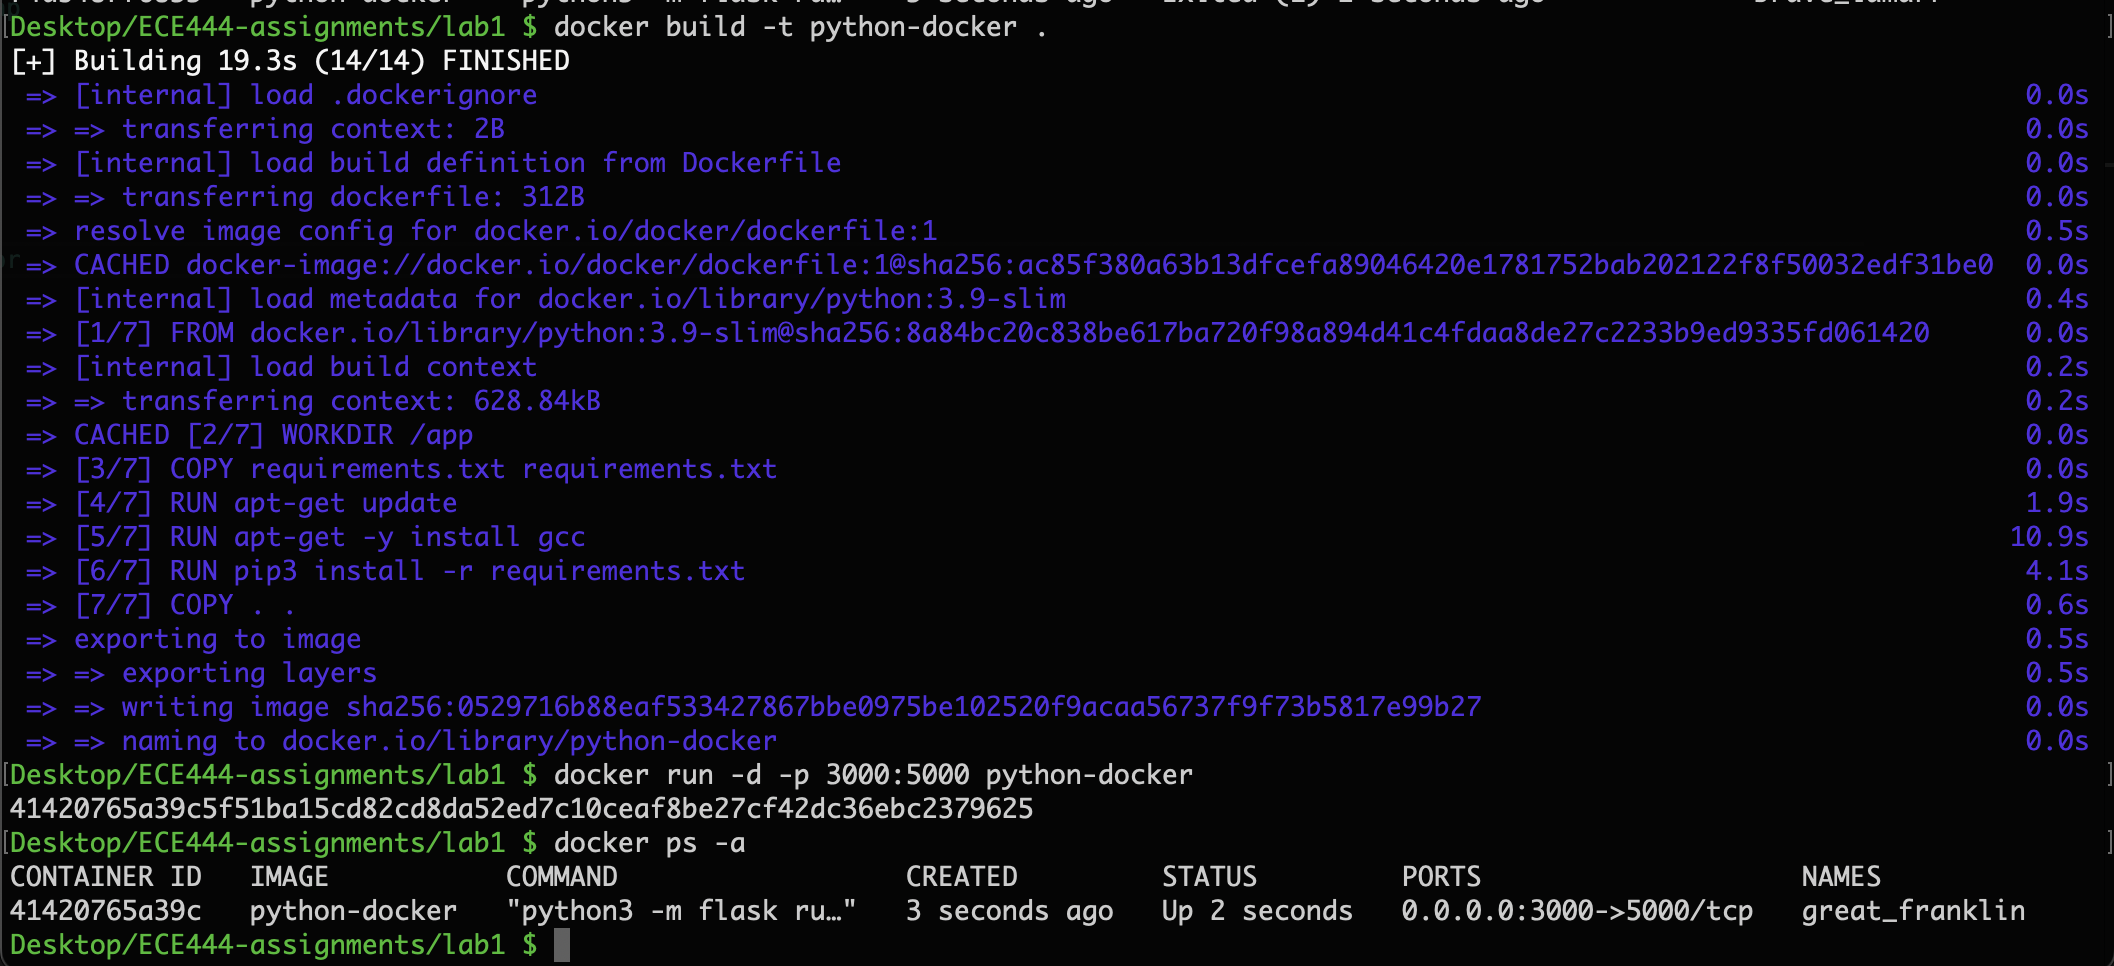 Desktop/ECE444-assignments/lab1 $ docker build -t python-docker .
[+] Building 19.3s (14/14) FINISHED
=> [internal] load .dockerignore 0.0s
=> => transferring context: 2B 0.0s
=> [internal] load build definition from Dockerfile 0.0s
=> => transferring dockerfile: 312B 0.0s
=> resolve image config for docker.io/docker/dockerfile:1 0.5s
=> CACHED docker-image://docker.io/docker/dockerfile:1@sha256:ac85f380a63b13dfcefa89046420e1781752bab202122f8f50032edf31be0 0.0s
=> [internal] load metadata for docker.io/library/python:3.9-slim 0.4s
=> [1/7] FROM docker.io/library/python:3.9-slim@sha256:8a84bc20c838be617ba720f98a894d41c4fdaa8de27c2233b9ed9335fd061420 0.0s
=> [internal] load build context 0.2s
=> => transferring context: 628.84kB 0.2s
=> CACHED [2/7] WORKDIR /app 0.0s
=> [3/7] COPY requirements.txt requirements.txt 0.0s
=> [4/7] RUN apt-get update 1.9s
=> [5/7] RUN apt-get -y install gcc 10.9s
=> [6/7] RUN pip3 install -r requirements.txt 4.1s
=> [7/7] COPY . . 0.6s
=> exporting to image 0.5s
=> => exporting layers 0.5s
=> => writing image sha256:0529716b88eaf533427867bbe0975be102520f9acaa56737f9f73b5817e99b27 0.0s
=> => naming to docker.io/library/python-docker 0.0s
Desktop/ECE444-assignments/lab1 $ docker run -d -p 3000:5000 python-docker
41420765a39c5f51ba15cd82cd8da52ed7c10ceaf8be27cf42dc36ebc2379625
Desktop/ECE444-assignments/lab1 $ docker ps -a
CONTAINER ID IMAGE COMMAND CREATED STATUS PORTS NAMES
41420765a39c python-docker "python3 -m flask ru…" 3 seconds ago Up 2 seconds 0.0.0.0:3000->5000/tcp great_franklin
Desktop/ECE444-assignments/lab1 $